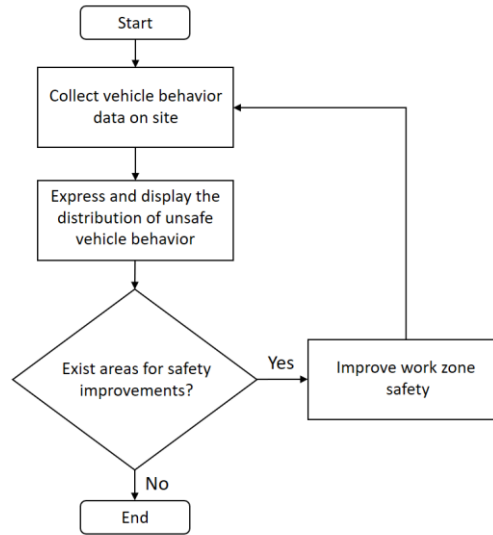 Start
Collect vehicle behavior
data on site
Express and display the
distribution of unsafe
vehicle behavior
Exist areas for safety
improvements?
Yes
Improve work zone
safety
No
End